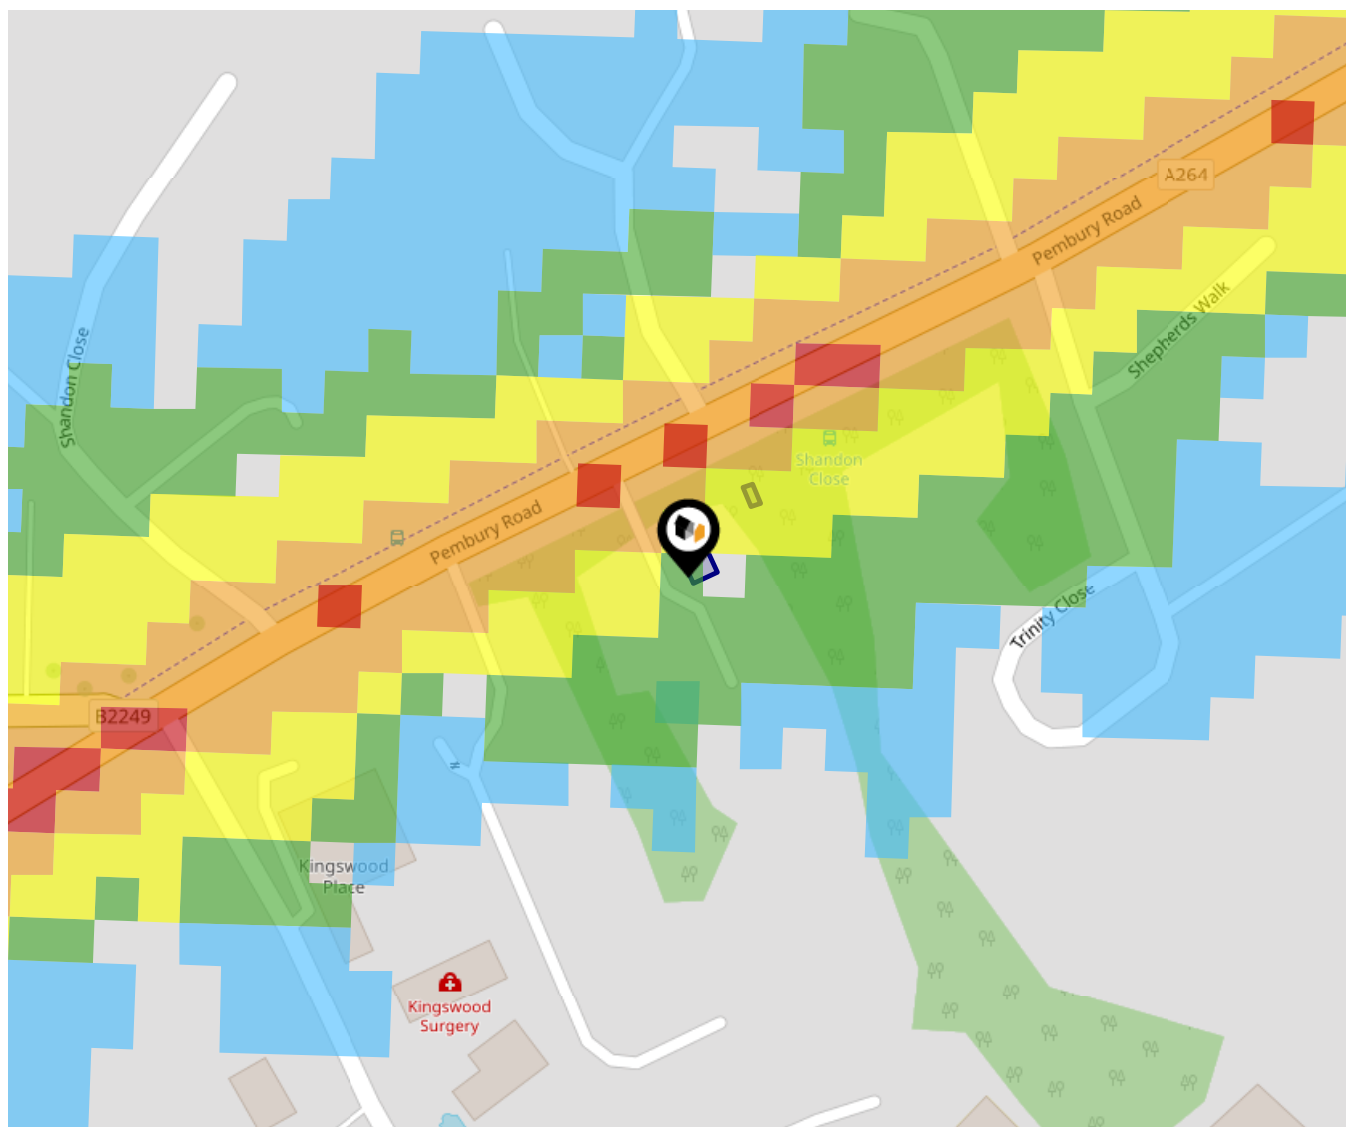 A264
Pembury Road
Shepherds Walk
Shandon Close
Shandon
Close
Pembury Road
Trinity Close
B2249
Kingswood
Place
Kingswood
Surgery